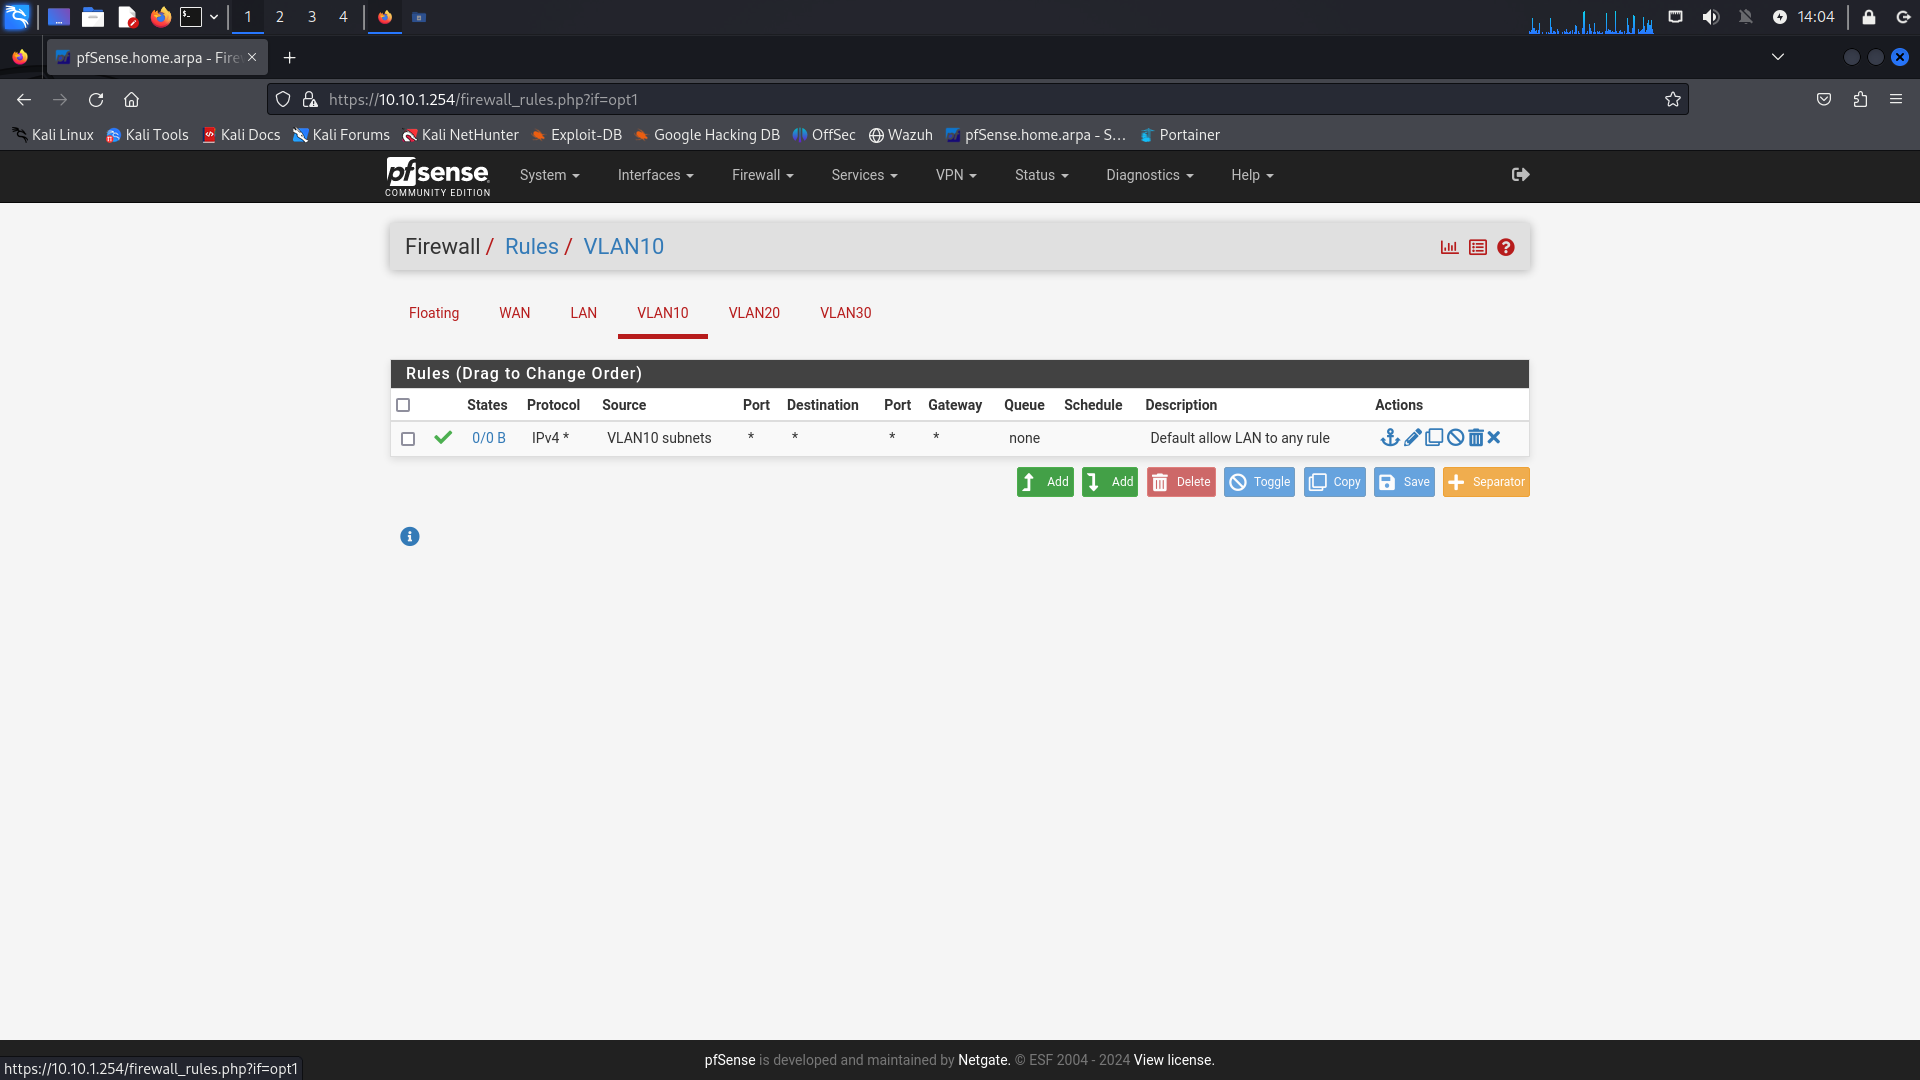 1 2 3 4 14:04
pfSense.home.arpa - Fire
https://10.10.1.254/firewall_rules.php?if=opt1
Kali Linux Kali Tools Kali Docs Kali Forums Kali NetHunter Exploit-DB Google Hacking DB OffSec Wazuh pfSense.home.arpa - S… Portainer
pfsense System Interfaces Firewall Services VPN Status Diagnostics Help
COMMUNITY EDITION
Firewall / Rules / VLAN10
Floating WAN LAN VLAN10 VLAN20 VLAN30
Rules (Drag to Change Order)
States Protocol Source Port Destination Port Gateway Queue Schedule Description Actions
0/0 B IPv4 * VLAN10 subnets * * * * none Default allow LAN to any rule
Add Add Delete Toggle Copy Save Separator
pfSense is developed and maintained by Netgate. © ESF 2004 - 2024 View license.
https://10.10.1.254/firewall_rules.php?if=opt1